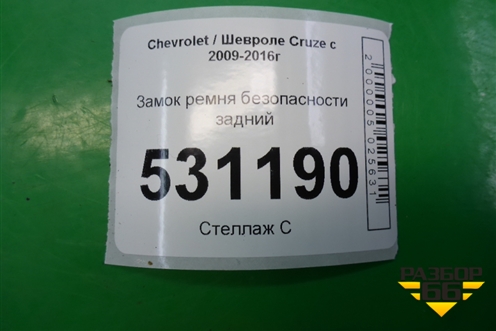 Chevrolet / Шевроле Cruze с
2009-2016г
Замок ремня безопасности
задний
531190
Стеллаж С
2000005025631
РАЗБОР
66